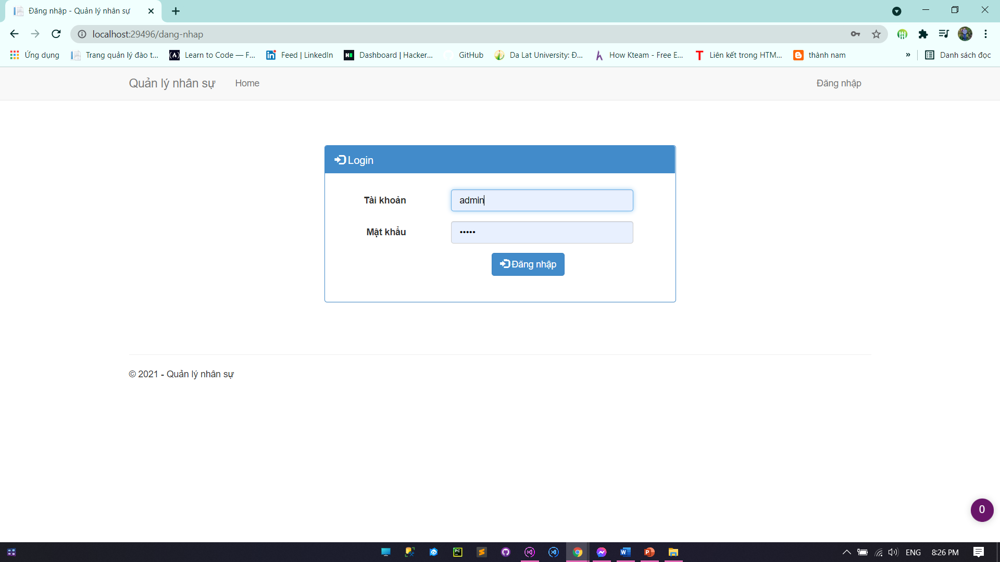 Đăng nhập - Quản lý nhân sự
localhost:29496/dang-nhap
Ứng dụng
Trang quản lý đào t...
Learn to Code — F...
Feed | LinkedIn
Dashboard | Hacker...
GitHub
Da Lat University: Đ...
How Kteam - Free E...
Liên kết trong HTM...
thành nam
»
Danh sách đọc
Quản lý nhân sự
Home
Đăng nhập
Login
Tài khoản
admin
Mật khẩu
•••••
Đăng nhập
© 2021 - Quản lý nhân sự
0
ENG
8:26 PM